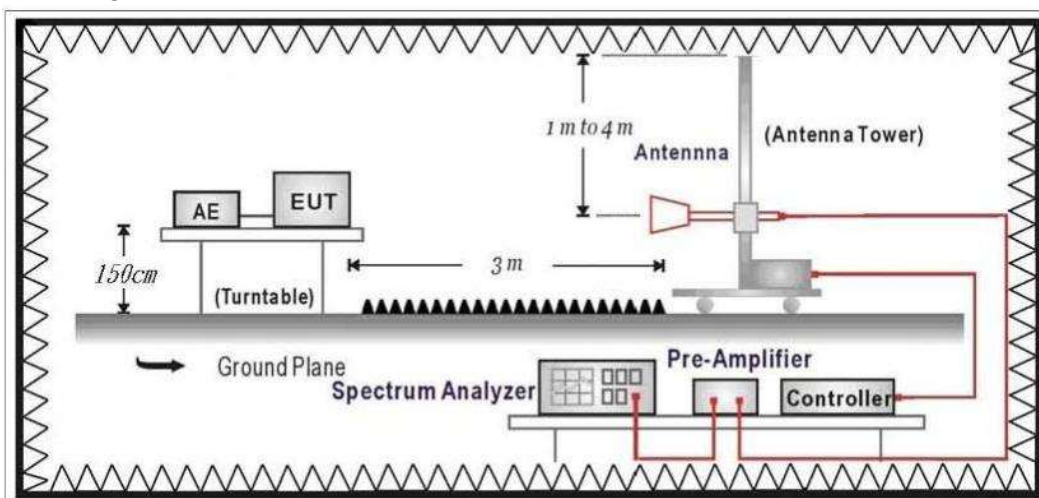 1 m to 4 m
(Antenna Tower)
Antennna
AE
EUT
150cm
3 m
(Turntable)
Ground Plane
Pre-Amplifier
Spectrum Analyzer
Controller